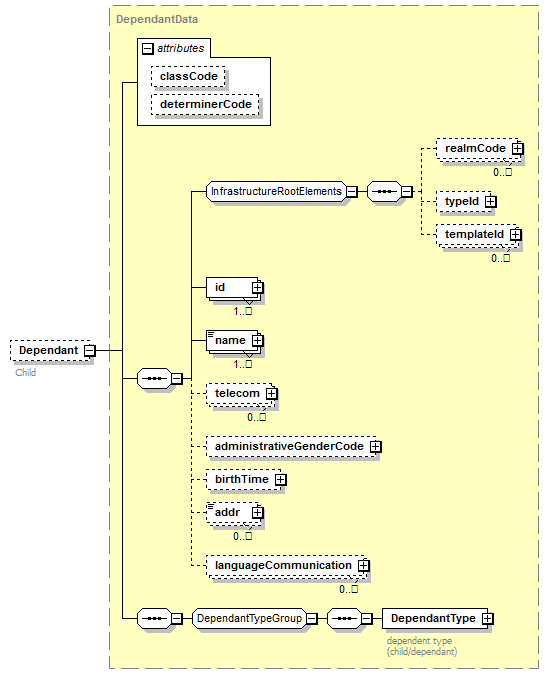 DependantData
attributes
classCode
determinerCode
InfrastructureRootElements
realmCode
0..□
typeId
templateId
0..□
id
1..□
name
1..□
Dependant
Child
telecom
0..□
administrativeGenderCode
birthTime
addr
0..□
languageCommunication
0..□
DependantTypeGroup
DependantType
dependent type
(child/dependant)